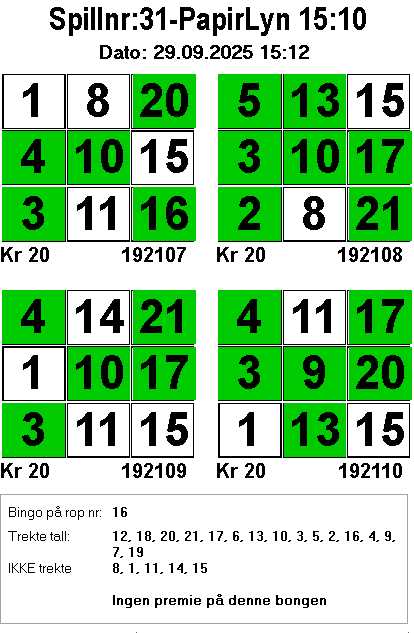 Spillnr:31-PapirLyn 15:10
Dato: 29.09.2025 15:12
1 8 20 5 13 15
4 10 15 3 10 17
3 11 16 2 8 21
Kr 20 192107 Kr 20 192108
4 14 21 4 11 17
1 10 17 3 9 20
3 11 15 1 13 15
Kr 20 192109 Kr 20 192110
Bingo på rop nr: 16
Trekte tall: 12, 18, 20, 21, 17, 6, 13, 10, 3, 5, 2, 16, 4, 9,
7, 19
IKKE trekte 8, 1, 11, 14, 15
Ingen premie på denne bongen